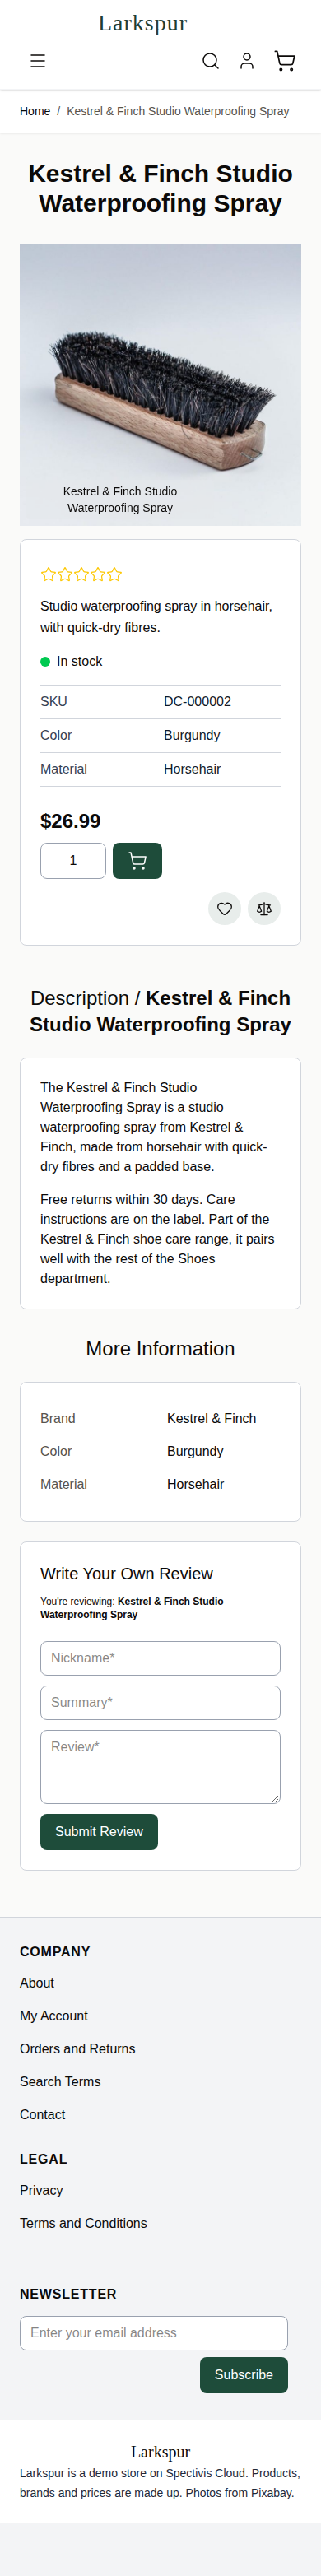 Larkspur
Home / Kestrel & Finch Studio Waterproofing Spray
Kestrel & Finch Studio
Waterproofing Spray
Kestrel & Finch Studio
Waterproofing Spray
Studio waterproofing spray in horsehair,
with quick-dry fibres.
In stock
SKU DC-000002
Color Burgundy
Material Horsehair
$26.99
1
Description / Kestrel & Finch
Studio Waterproofing Spray
The Kestrel & Finch Studio
Waterproofing Spray is a studio
waterproofing spray from Kestrel &
Finch, made from horsehair with quick-
dry fibres and a padded base.
Free returns within 30 days. Care
instructions are on the label. Part of the
Kestrel & Finch shoe care range, it pairs
well with the rest of the Shoes
department.
More Information
Brand Kestrel & Finch
Color Burgundy
Material Horsehair
Write Your Own Review
You're reviewing: Kestrel & Finch Studio
Waterproofing Spray
Nickname*
Summary*
Review*
Submit Review
COMPANY
About
My Account
Orders and Returns
Search Terms
Contact
LEGAL
Privacy
Terms and Conditions
NEWSLETTER
Enter your email address
Subscribe
Larkspur
Larkspur is a demo store on Spectivis Cloud. Products,
brands and prices are made up. Photos from Pixabay.